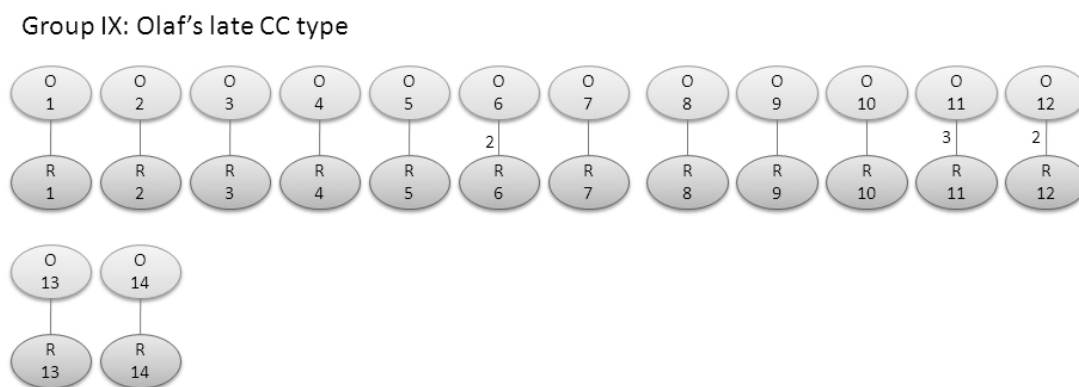 Group IX: Olaf's late CC type
O O O O O O O O O O O O
1 2 3 4 5 6 7 8 9 10 11 12
2 3 2
R R R R R R R R R R R R
1 2 3 4 5 6 7 8 9 10 11 12
O O
13 14
R R
13 14